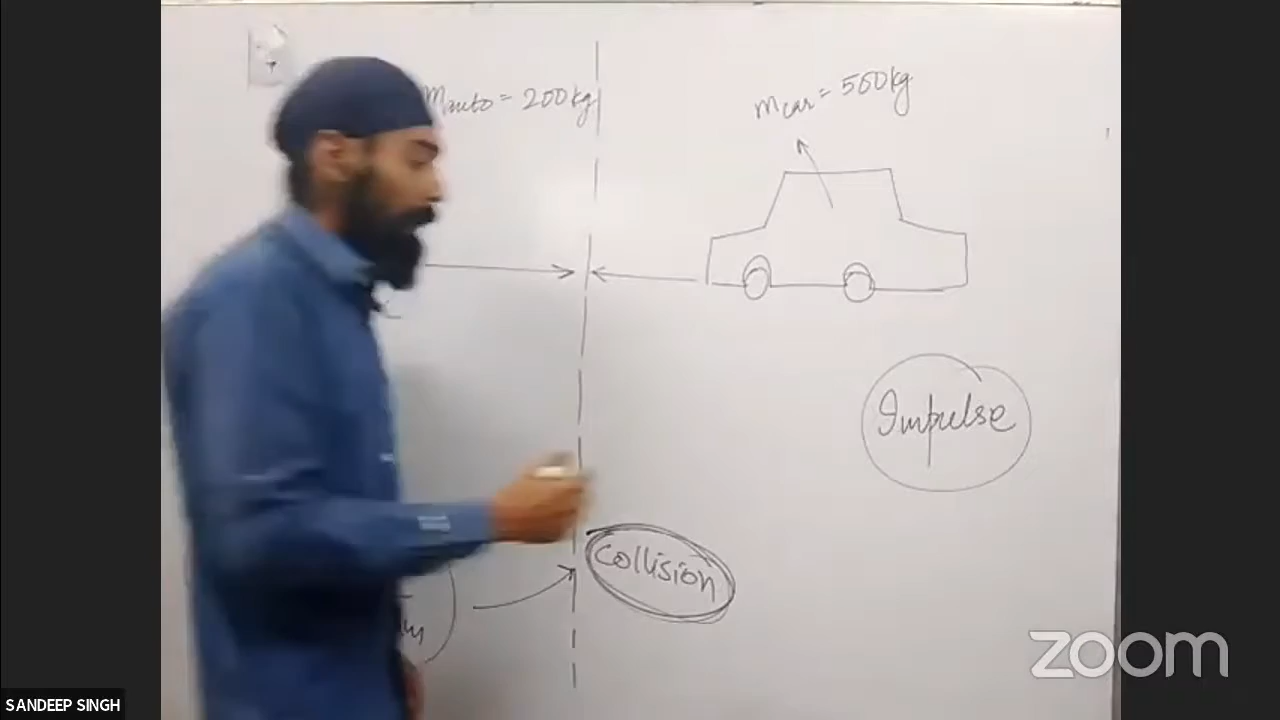 Mauto = 200kg
mcar = 500kg
Impulse
Collision
zoom
SANDEEP SINGH